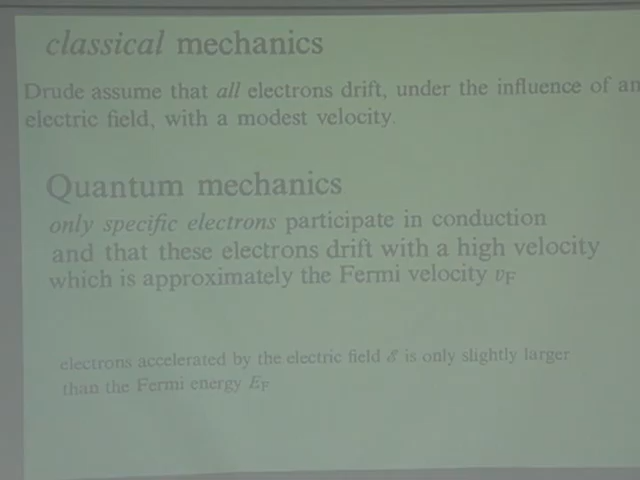 classical mechanics
Drude assume that all electrons drift, under the influence of an
electric field, with a modest velocity.
Quantum mechanics
only specific electrons participate in conduction
and that these electrons drift with a high velocity
which is approximately the Fermi velocity vF
electrons accelerated by the electric field ℰ is only slightly larger
than the Fermi energy EF